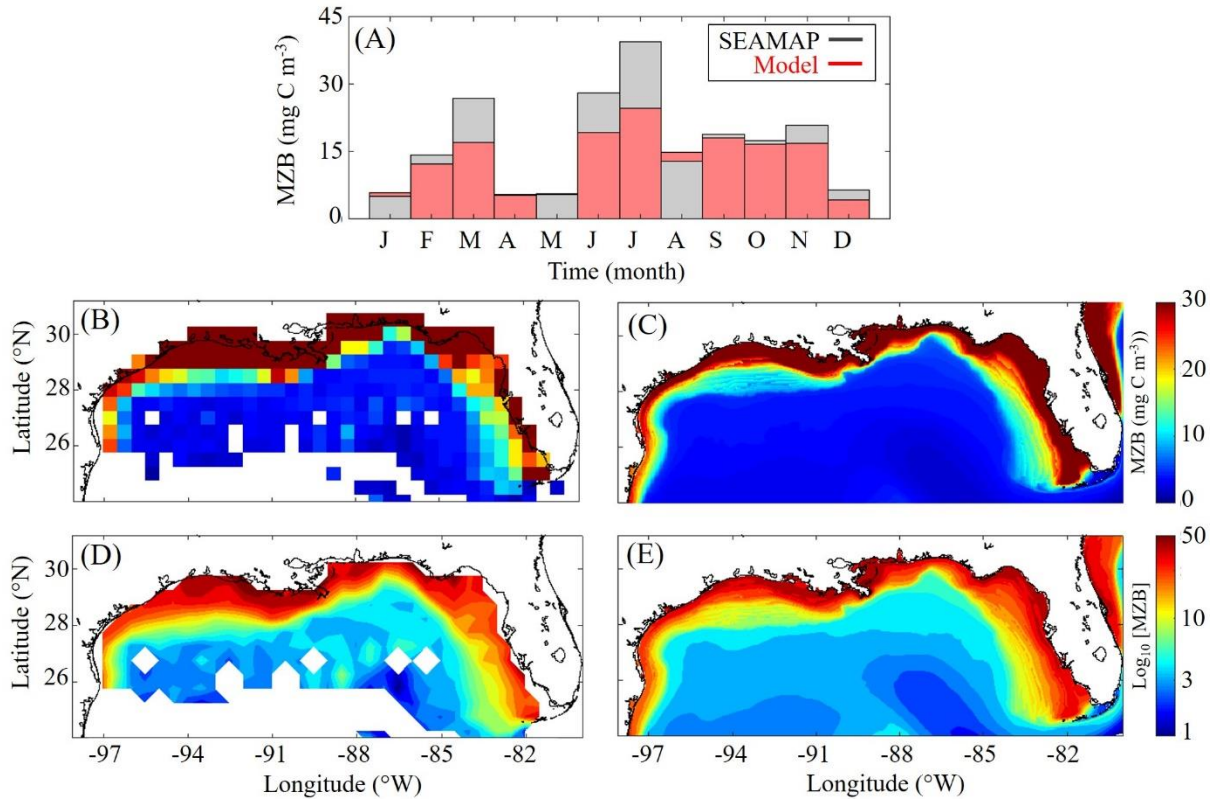 (A)
45
30
15
0
MZB (mg C m⁻³)
SEAMAP
Model
J F M A M J J A S O N D
Time (month)
(B)
30
28
26
Latitude (°N)
(C)
30
20
10
0
MZB (mg C m⁻³))
(D)
30
28
26
Latitude (°N)
-97 -94 -91 -88 -85 -82
Longitude (°W)
(E)
50
10
3
1
Log₁₀ [MZB]
-97 -94 -91 -88 -85 -82
Longitude (°W)